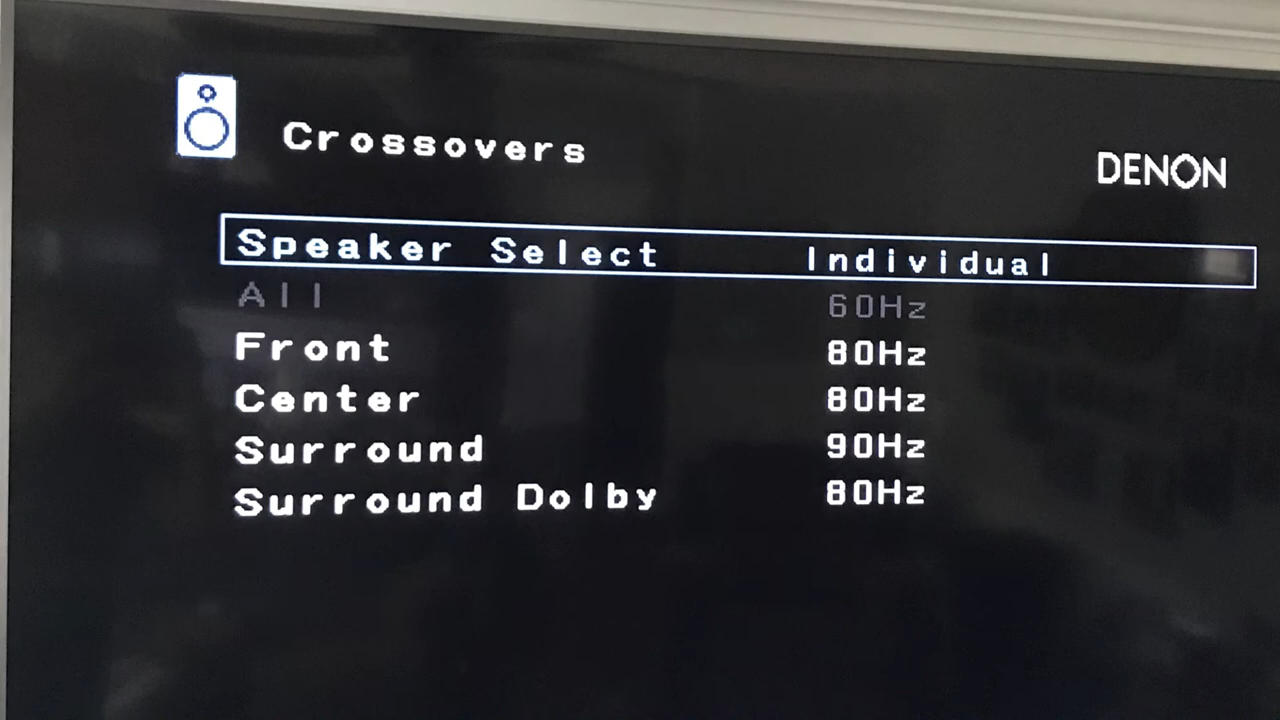 Crossovers
DENON
Speaker Select Individual
All 60Hz
Front 80Hz
Center 80Hz
Surround 90Hz
Surround Dolby 80Hz